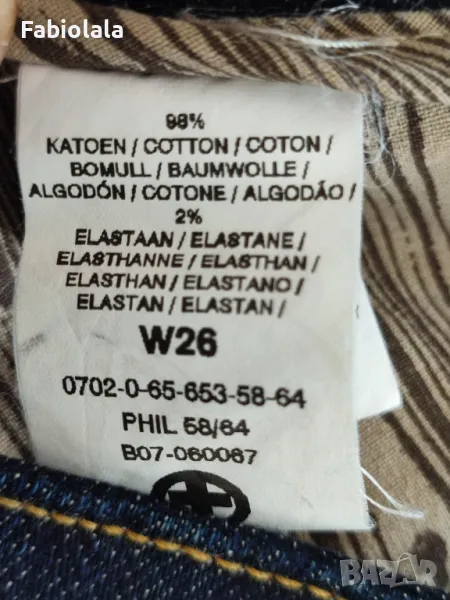 Fabiolala
98%
KATOEN / COTTON / COTON /
BOMULL / BAUMWOLLE /
ALGODÓN / COTONE / ALGODÃO /
2%
ELASTAAN / ELASTANE /
ELASTHANNE / ELASTHAN /
ELASTHAN / ELASTANO /
ELASTAN / ELASTAN /
W26
0702-0-65-653-58-64
PHIL 58/64
B07-060067
BAZAR